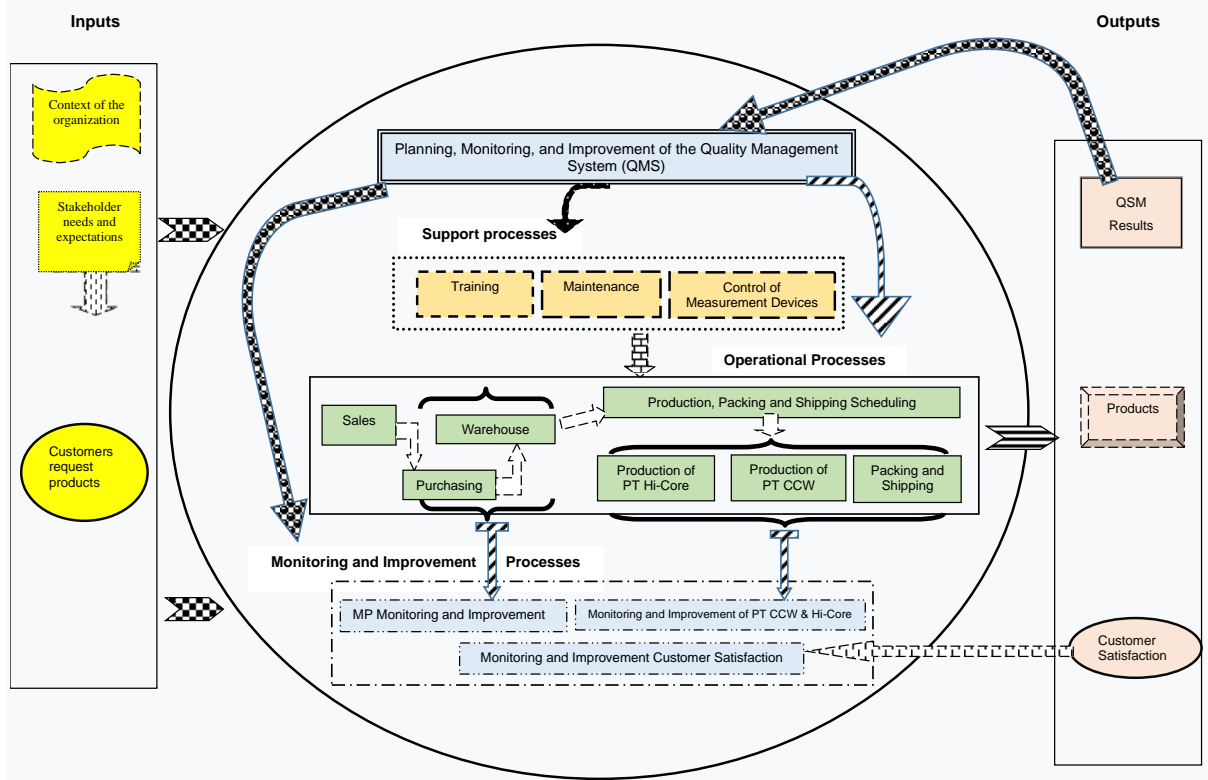 Inputs
Outputs
Context of the
organization
Stakeholder
needs and
expectations
Customers
request
products
Planning, Monitoring, and Improvement of the Quality Management
System (QMS)
Support processes
Training
Maintenance
Control of
Measurement Devices
Operational Processes
Sales
Warehouse
Purchasing
Production, Packing and Shipping Scheduling
Production of
PT Hi-Core
Production of
PT CCW
Packing and
Shipping
Monitoring and Improvement Processes
MP Monitoring and Improvement
Monitoring and Improvement of PT CCW & Hi-Core
Monitoring and Improvement Customer Satisfaction
QSM
Results
Products
Customer
Satisfaction